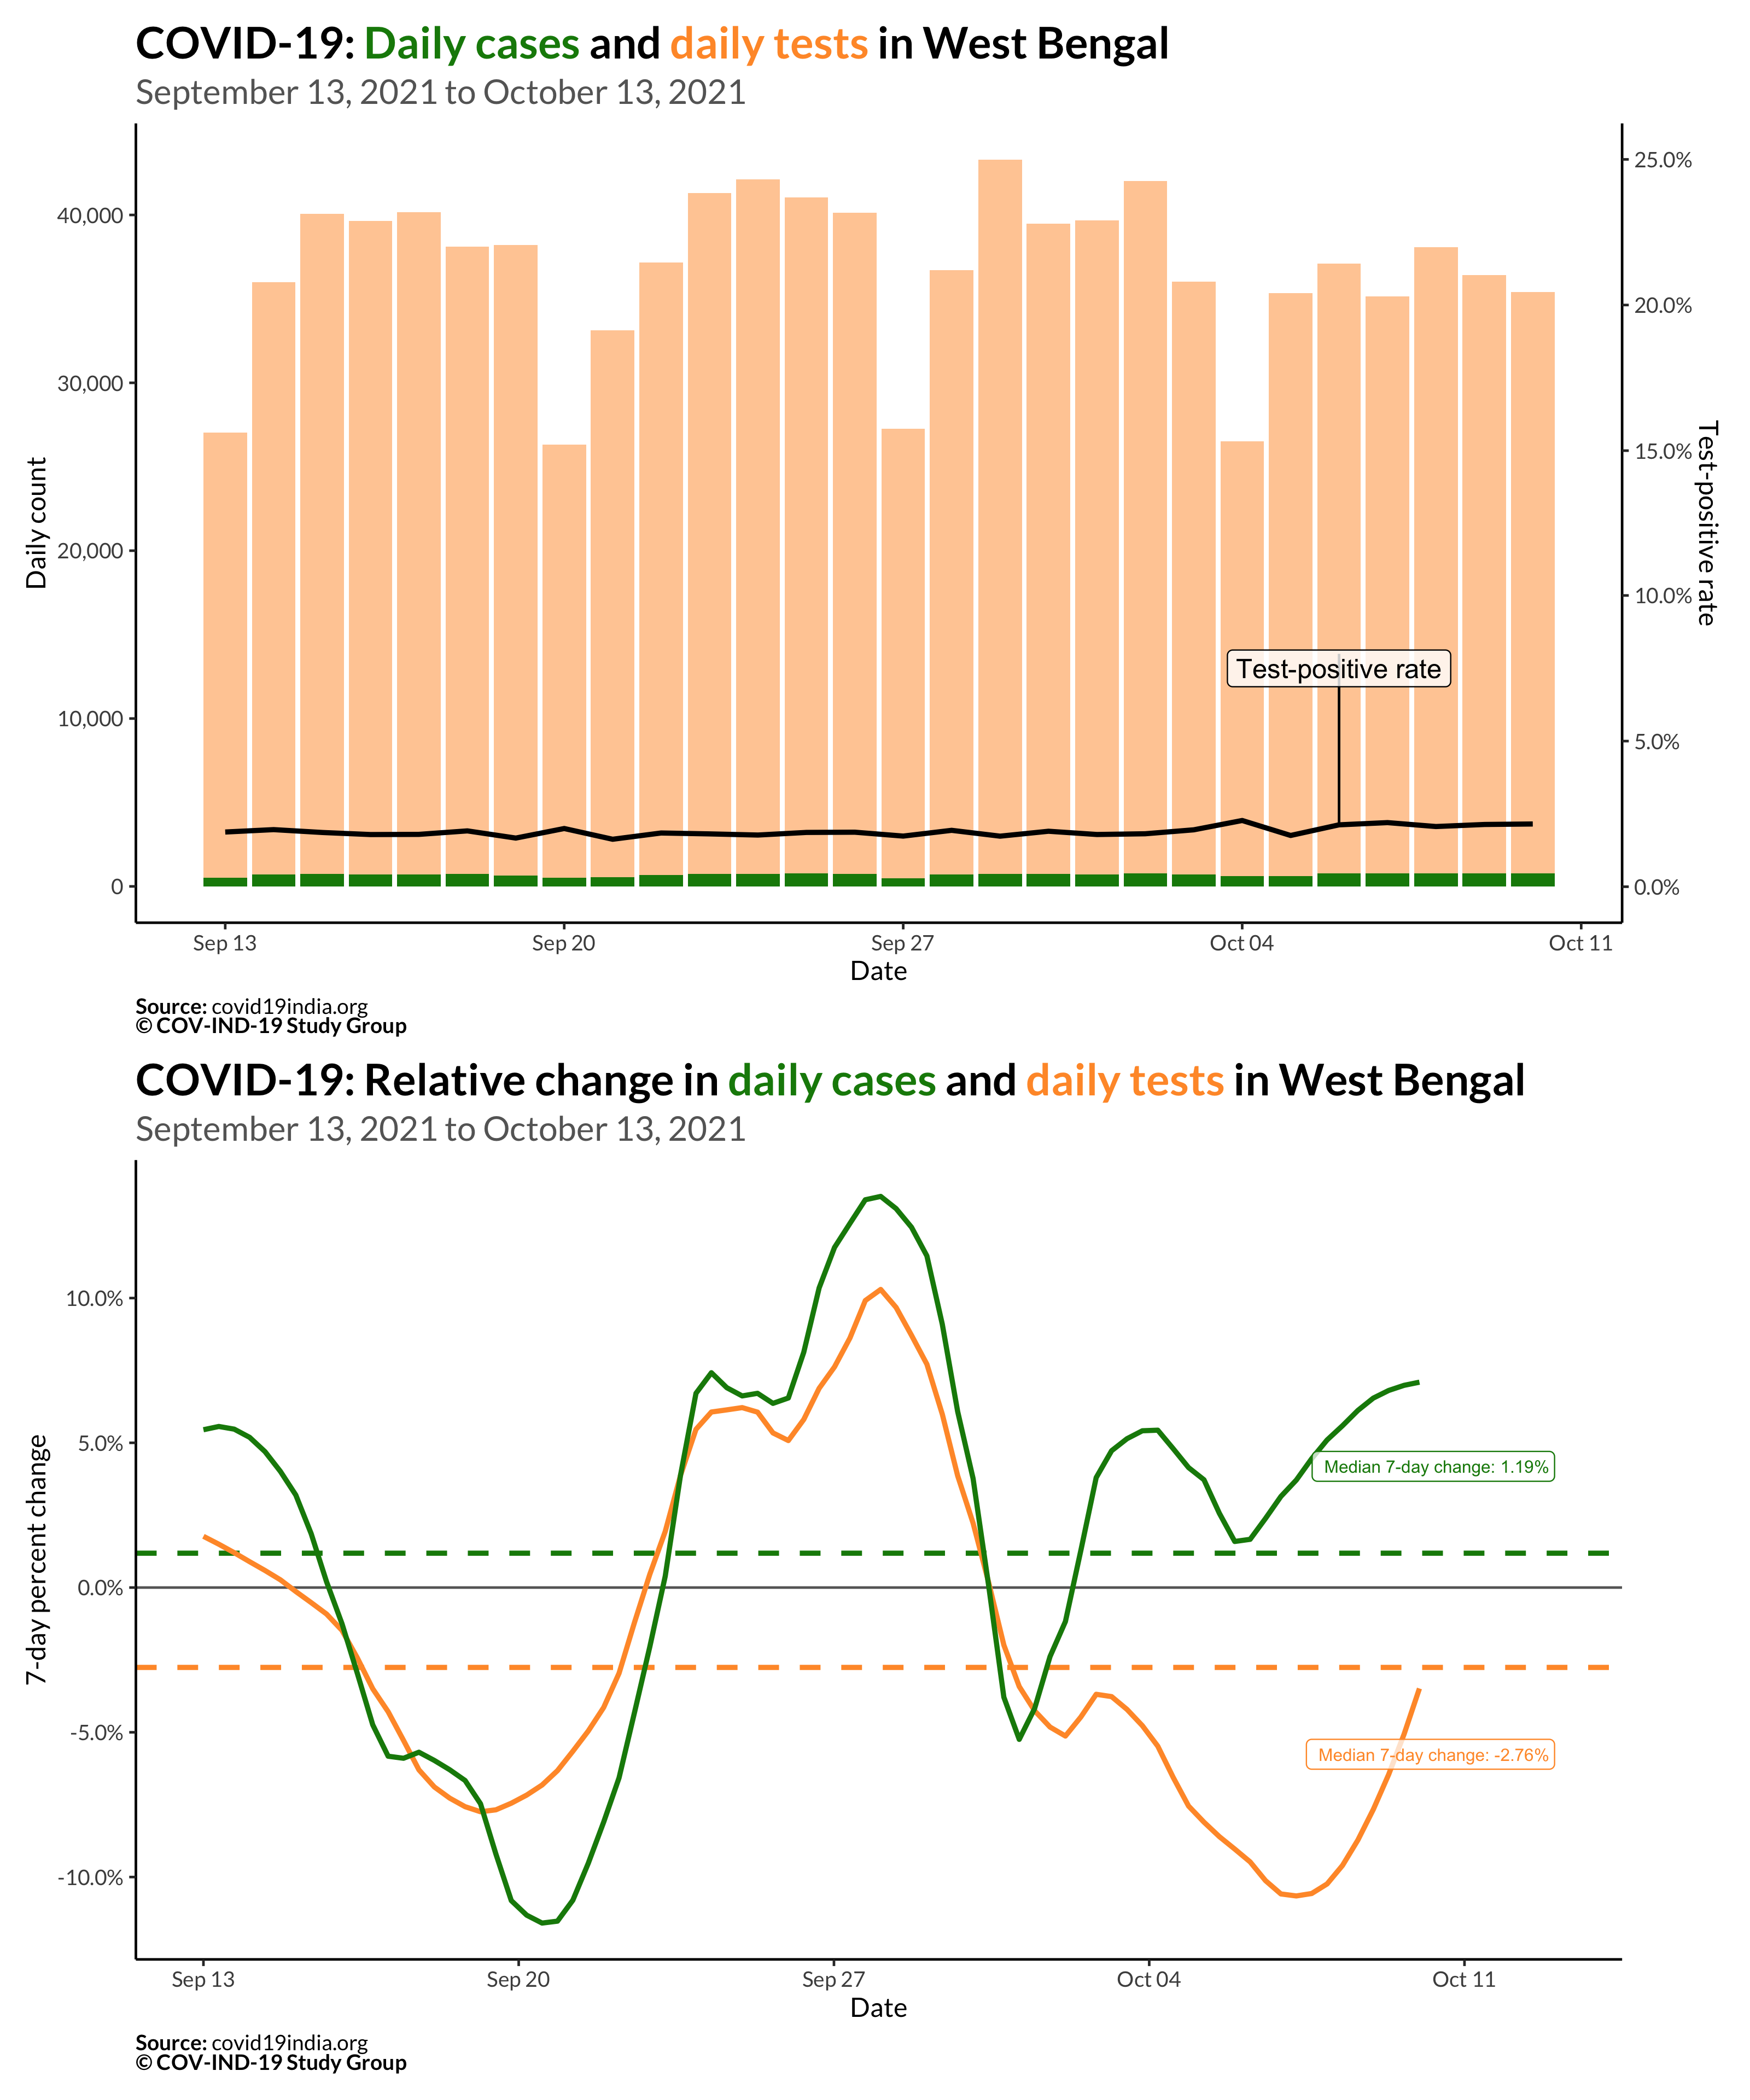 COVID-19: Daily cases and daily tests in West Bengal
September 13, 2021 to October 13, 2021
Daily count
40,000
30,000
20,000
10,000
0
25.0%
20.0%
15.0%
10.0%
5.0%
0.0%
Test-positive rate
Test-positive rate
Sep 13
Sep 20
Sep 27
Oct 04
Oct 11
Date
Source: covid19india.org
© COV-IND-19 Study Group
COVID-19: Relative change in daily cases and daily tests in West Bengal
September 13, 2021 to October 13, 2021
7-day percent change
10.0%
5.0%
0.0%
-5.0%
-10.0%
Median 7-day change: 1.19%
Median 7-day change: -2.76%
Sep 13
Sep 20
Sep 27
Oct 04
Oct 11
Date
Source: covid19india.org
© COV-IND-19 Study Group